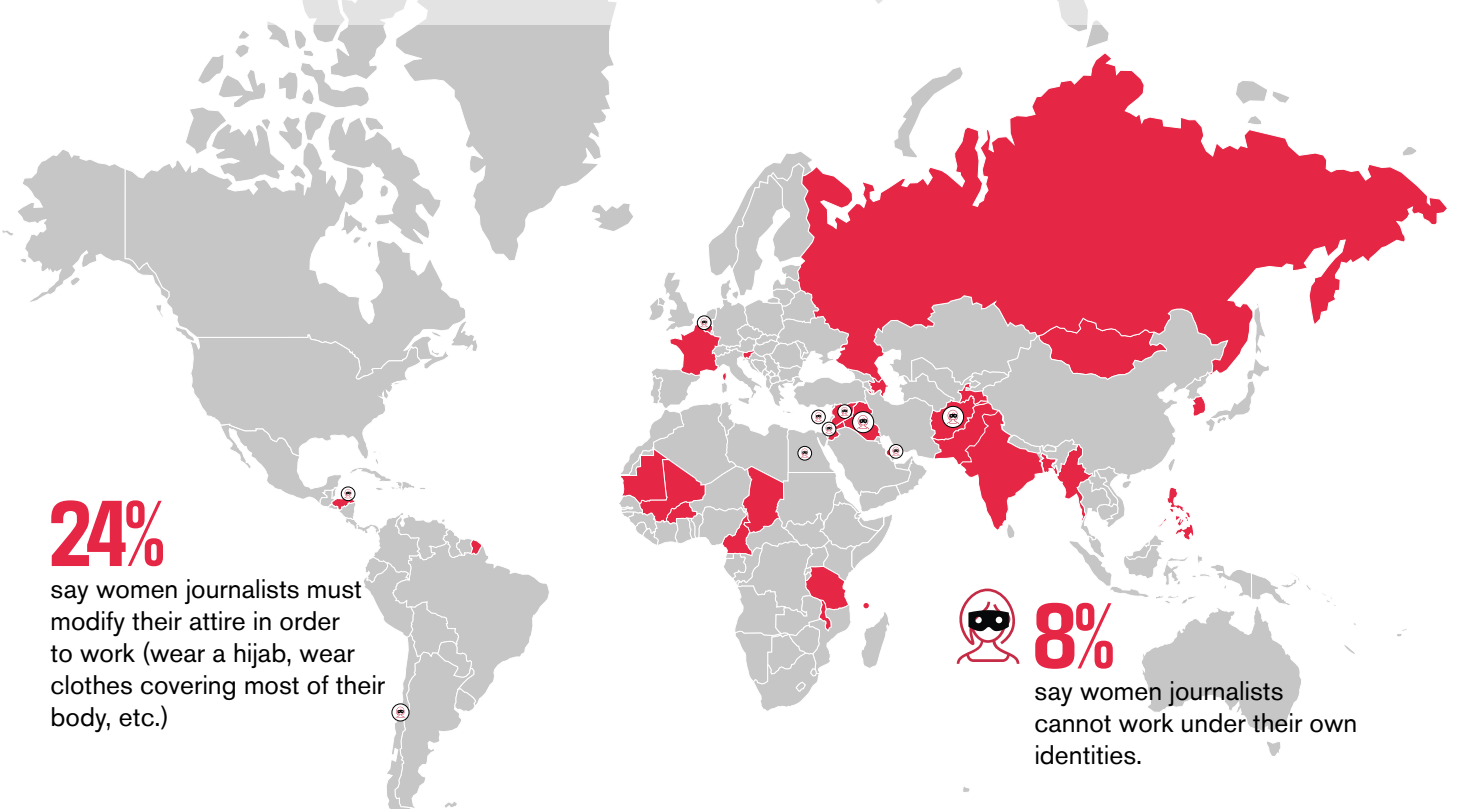 24%
say women journalists must
modify their attire in order
to work (wear a hijab, wear
clothes covering most of their
body, etc.)
8%
say women journalists
cannot work under their own
identities.